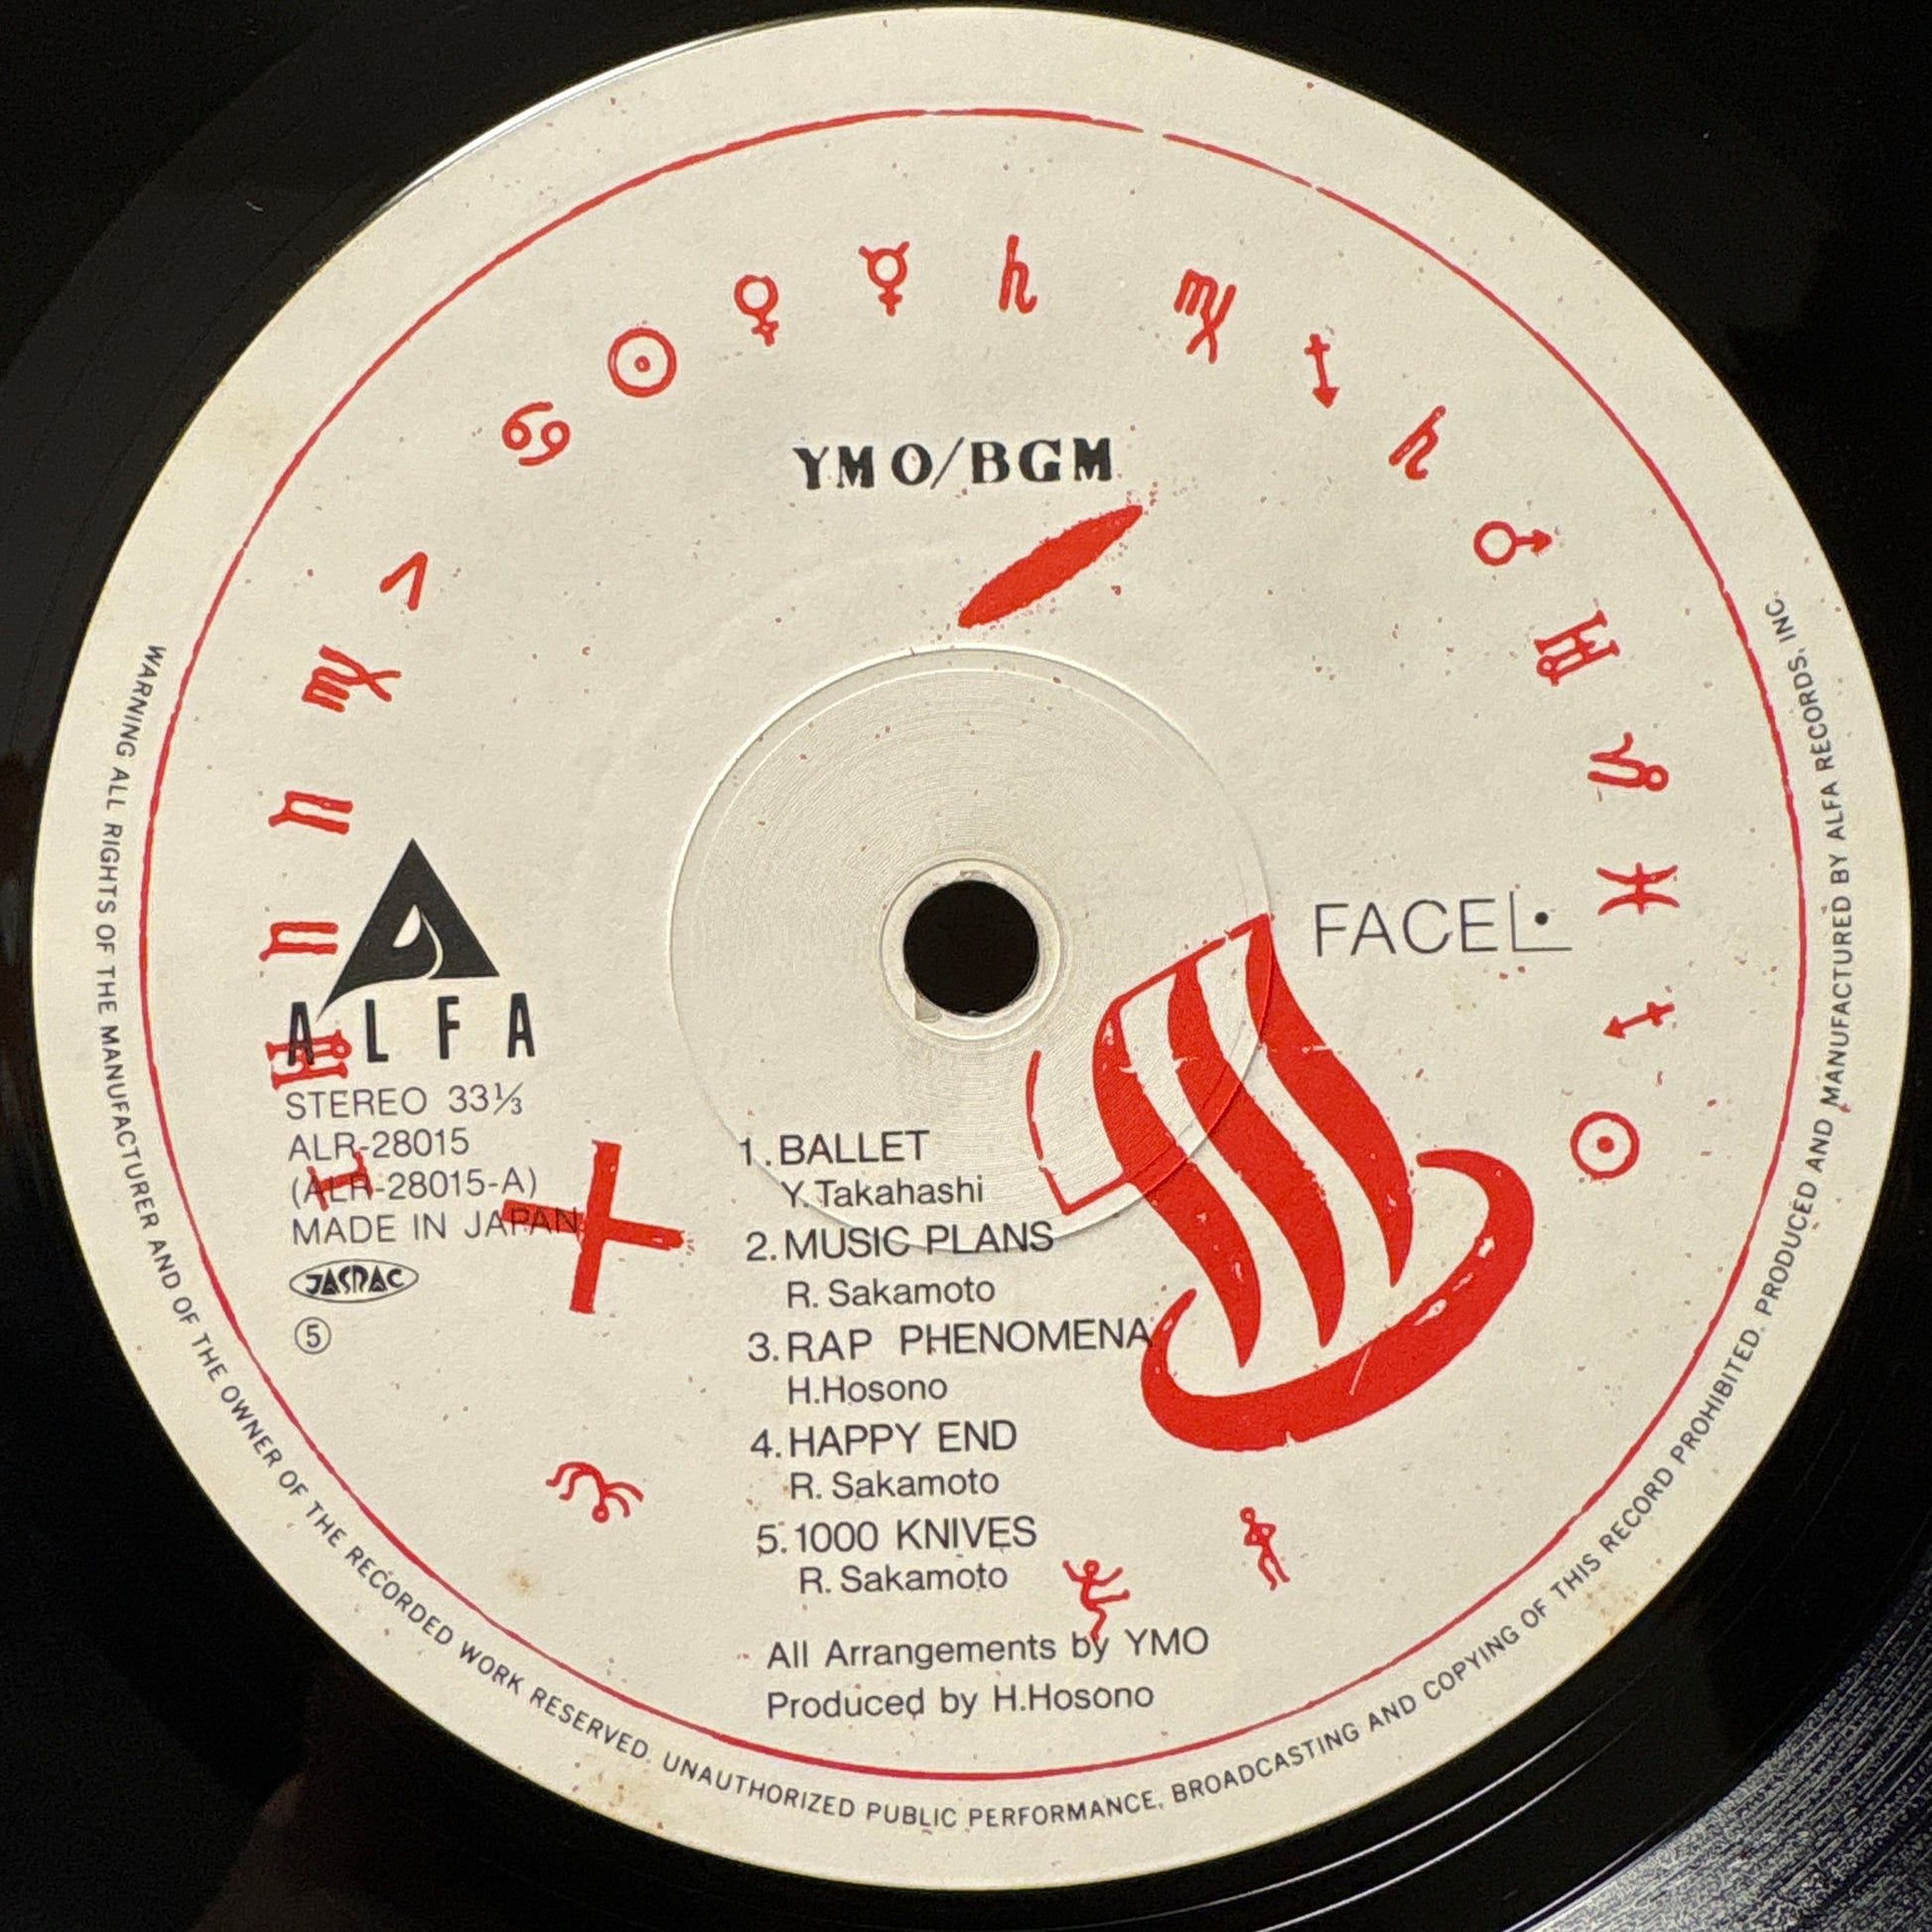 YMO/BGM
FACE
ALFA
STEREO 33⅓
ALR-28015
(ALR-28015-A)
MADE IN JAPAN
JASRAC
⑤
1. BALLET
Y. Takahashi
2. MUSIC PLANS
R. Sakamoto
3. RAP PHENOMENA
H.Hosono
4. HAPPY END
R. Sakamoto
5. 1000 KNIVES
R. Sakamoto
All Arrangements by YMO
Produced by H.Hosono
WARNING ALL RIGHTS OF THE MANUFACTURER AND OF THE OWNER OF THE RECORDED WORK RESERVED. UNAUTHORIZED PUBLIC PERFORMANCE, BROADCASTING AND COPYING OF THIS RECORD PROHIBITED. PRODUCED AND MANUFACTURED BY ALFA RECORDS, INC.